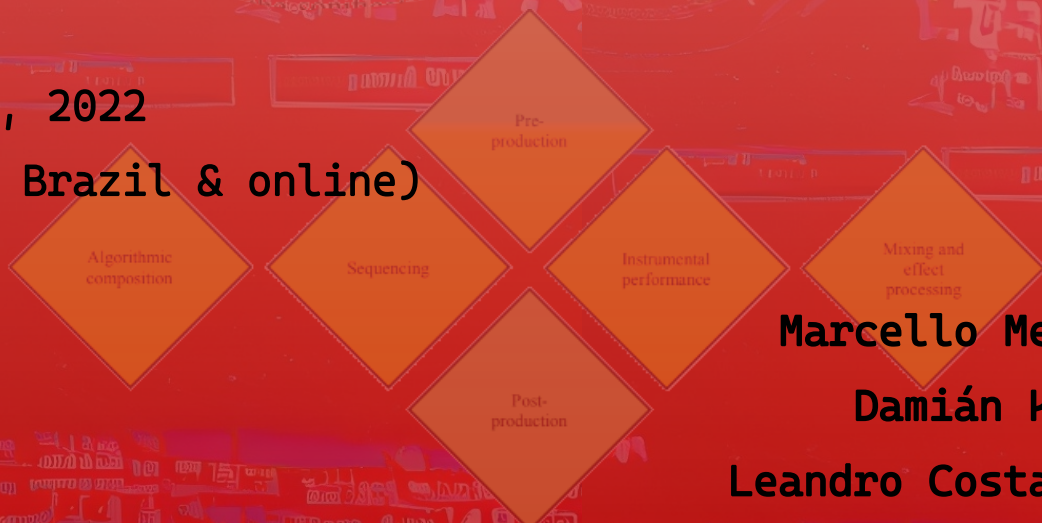 , 2022
Brazil & online)
Pre-
production
Algorithmic
composition
Sequencing
Instrumental
performance
Mixing and
effect
processing
Post-
production
Marcello Me
Damián K
Leandro Costa